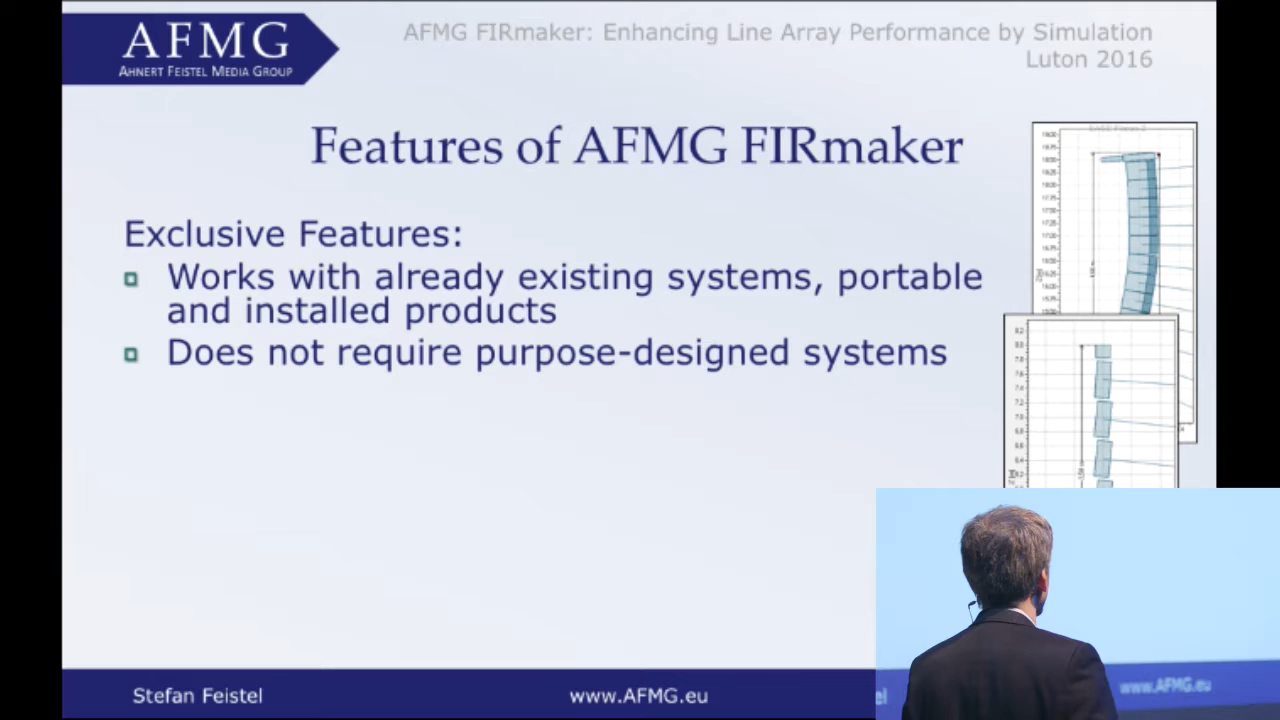 AFMG
AHNERT FEISTEL MEDIA GROUP
AFMG FIRmaker: Enhancing Line Array Performance by Simulation
Luton 2016
Features of AFMG FIRmaker
Exclusive Features:
Works with already existing systems, portable
and installed products
Does not require purpose-designed systems
Stefan Feistel
www.AFMG.eu
el
www.AFMG.eu